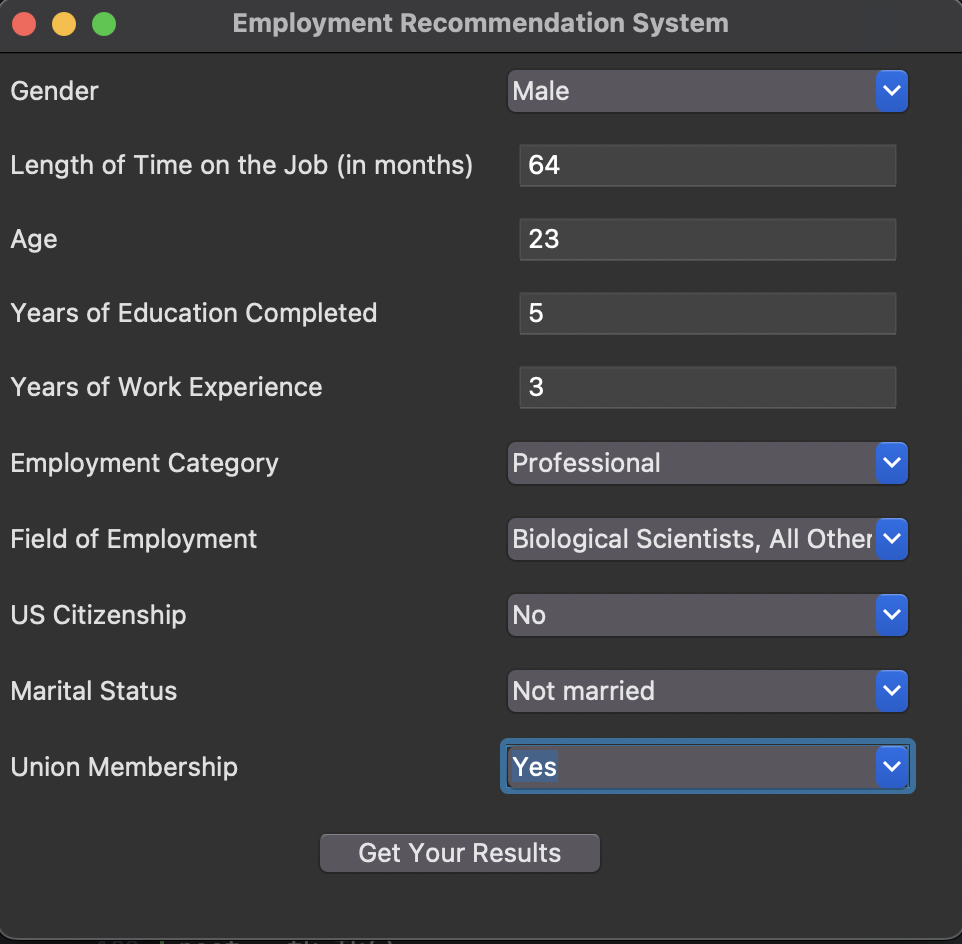 Employment Recommendation System
Gender Male
Length of Time on the Job (in months) 64
Age 23
Years of Education Completed 5
Years of Work Experience 3
Employment Category Professional
Field of Employment Biological Scientists, All Other
US Citizenship No
Marital Status Not married
Union Membership Yes
Get Your Results